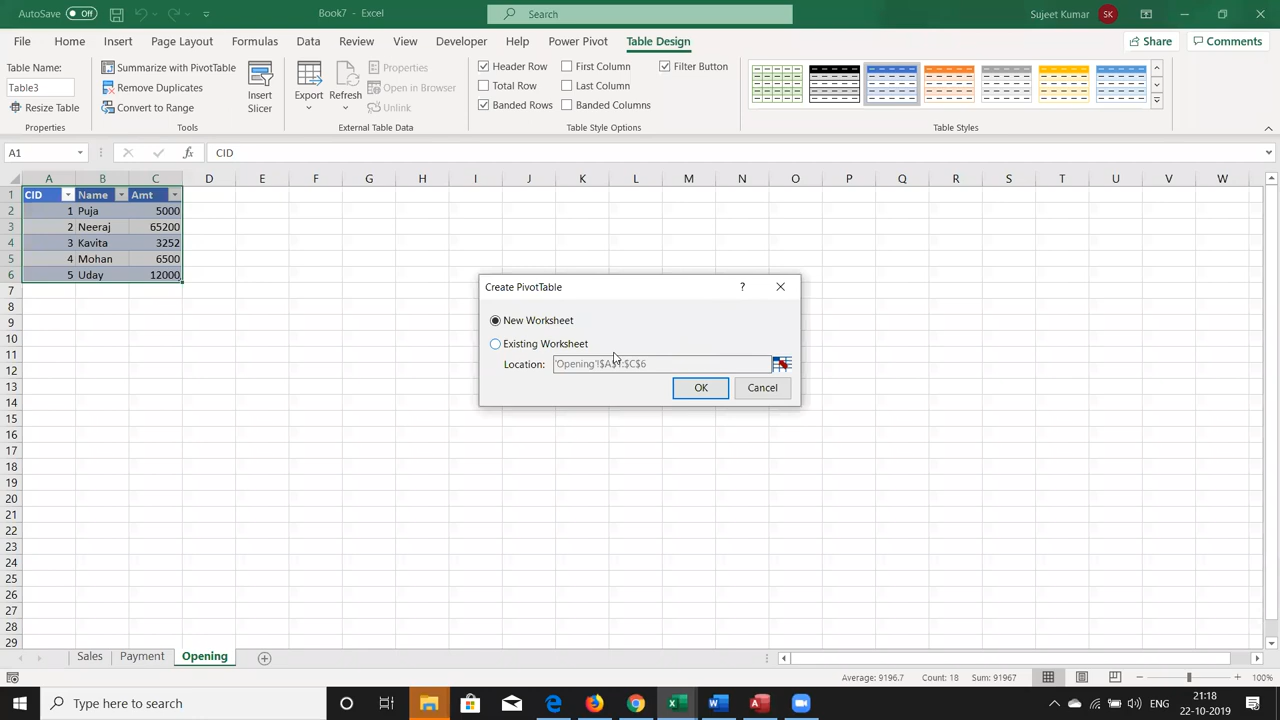 AutoSave Off Book7 - Excel Search Sujeet Kumar SK
File Home Insert Page Layout Formulas Data Review View Developer Help Power Pivot Table Design Share Comments
Table Name: Summarize with PivotTable Properties Header Row First Column Filter Button
Table3 Remove Duplicates Insert Slicer Export Refresh Open in Browser Total Row Last Column
Resize Table Convert to Range Unlink Banded Rows Banded Columns
Properties Tools External Table Data Table Style Options Table Styles
A1 fx CID
A B C D E F G H I J K L M N O P Q R S T U V W
1 CID Name Amt
2 1 Puja 5000
3 2 Neeraj 65200
4 3 Kavita 3252
5 4 Mohan 6500
6 5 Uday 12000
7
8
9
10
11
12
13
14
15
16
17
18
19
20
21
22
23
24
25
26
27
28
29
Create PivotTable ?
New Worksheet
Existing Worksheet
Location: 'Opening'!$A$1:$C$6
OK Cancel
Sales Payment Opening
Average: 9196.7 Count: 18 Sum: 91967 100%
Type here to search
21:18
22-10-2019